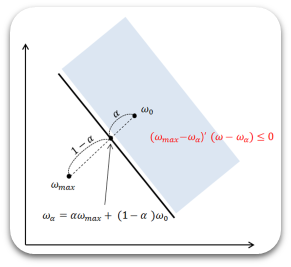 α
ω₀
1 − α
(ω_max−ω_α)′ (ω − ω_α) ≤ 0
ω_max
ω_α = αω_max + (1 − α )ω₀